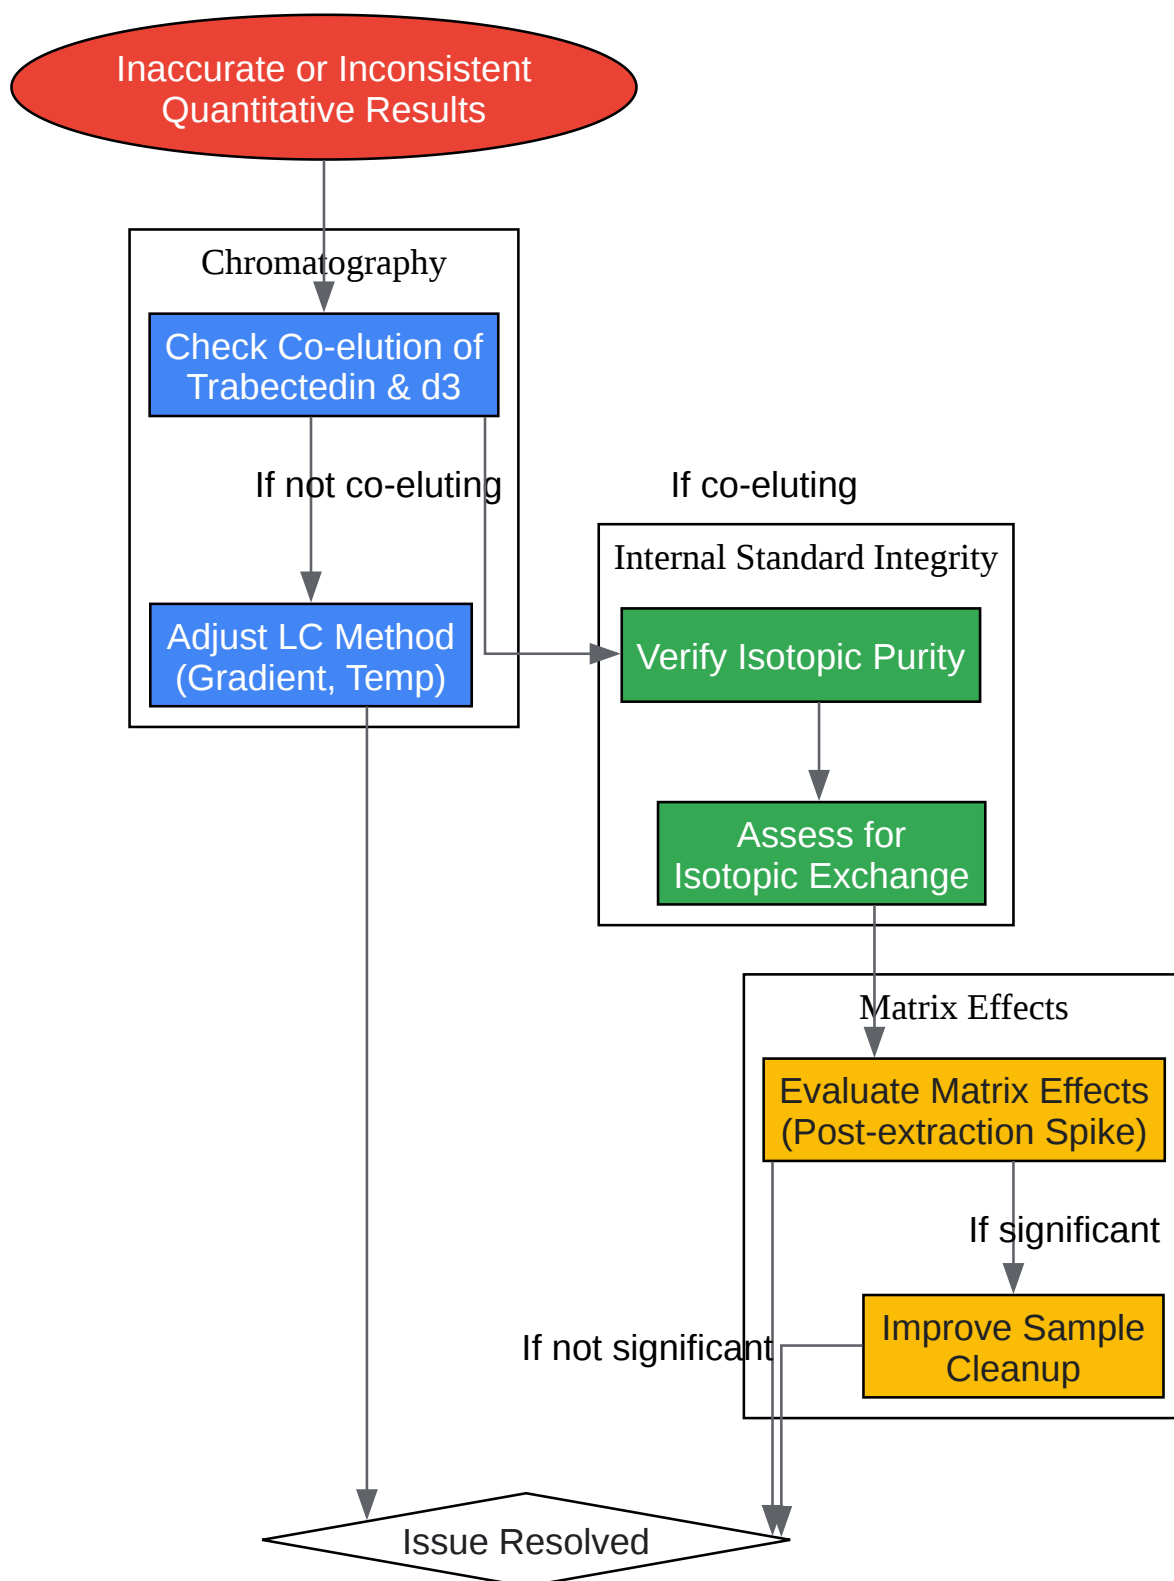 Inaccurate or Inconsistent
Quantitative Results
Chromatography
Check Co-elution of
Trabectedin & d3
If not co-eluting
If co-eluting
Internal Standard Integrity
Adjust LC Method
(Gradient, Temp)
Verify Isotopic Purity
Assess for
Isotopic Exchange
Matrix Effects
Evaluate Matrix Effects
(Post-extraction Spike)
If significant
If not significant
Improve Sample
Cleanup
Issue Resolved